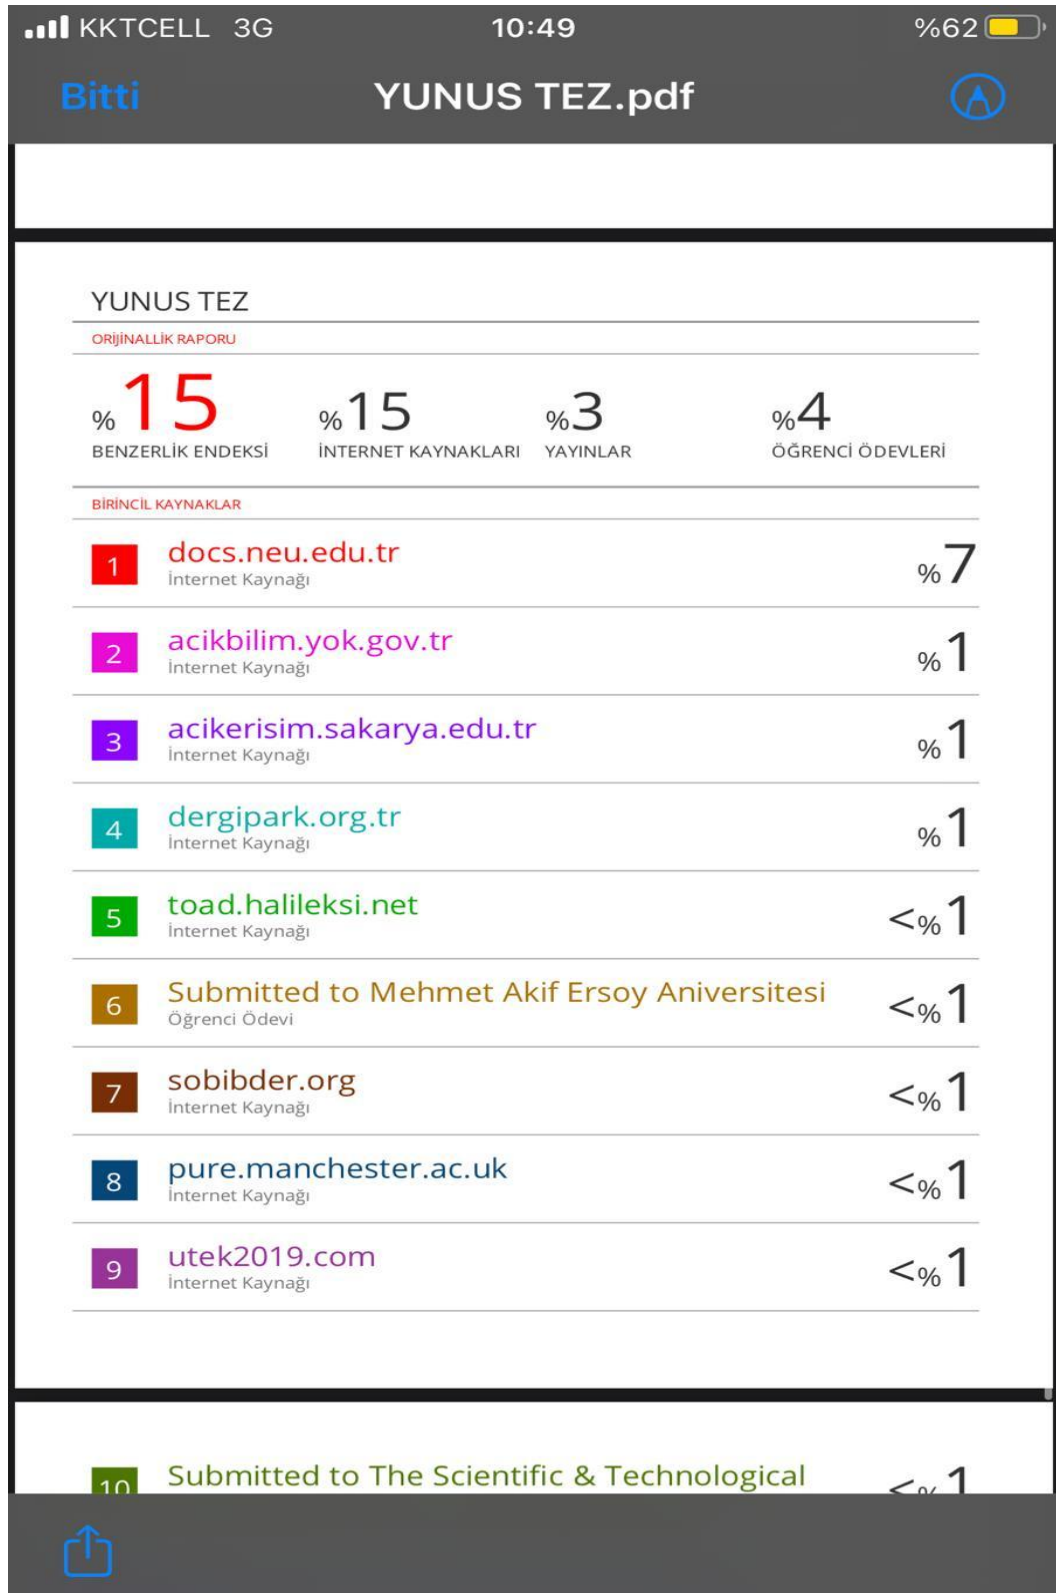 KKTCELL 3G 10:49 %62
Bitti YUNUS TEZ.pdf
YUNUS TEZ
ORİJİNALLİK RAPORU
%15 %15 %3 %4
BENZERLİK ENDEKSİ İNTERNET KAYNAKLARI YAYINLAR ÖĞRENCİ ÖDEVLERİ
BİRİNCİL KAYNAKLAR
1 docs.neu.edu.tr %7
İnternet Kaynağı
2 acikbilim.yok.gov.tr %1
İnternet Kaynağı
3 acikerisim.sakarya.edu.tr %1
İnternet Kaynağı
4 dergipark.org.tr %1
İnternet Kaynağı
5 toad.halileksi.net <%1
İnternet Kaynağı
6 Submitted to Mehmet Akif Ersoy Aniversitesi <%1
Öğrenci Ödevi
7 sobibder.org <%1
İnternet Kaynağı
8 pure.manchester.ac.uk <%1
İnternet Kaynağı
9 utek2019.com <%1
İnternet Kaynağı
10 Submitted to The Scientific & Technological <%1